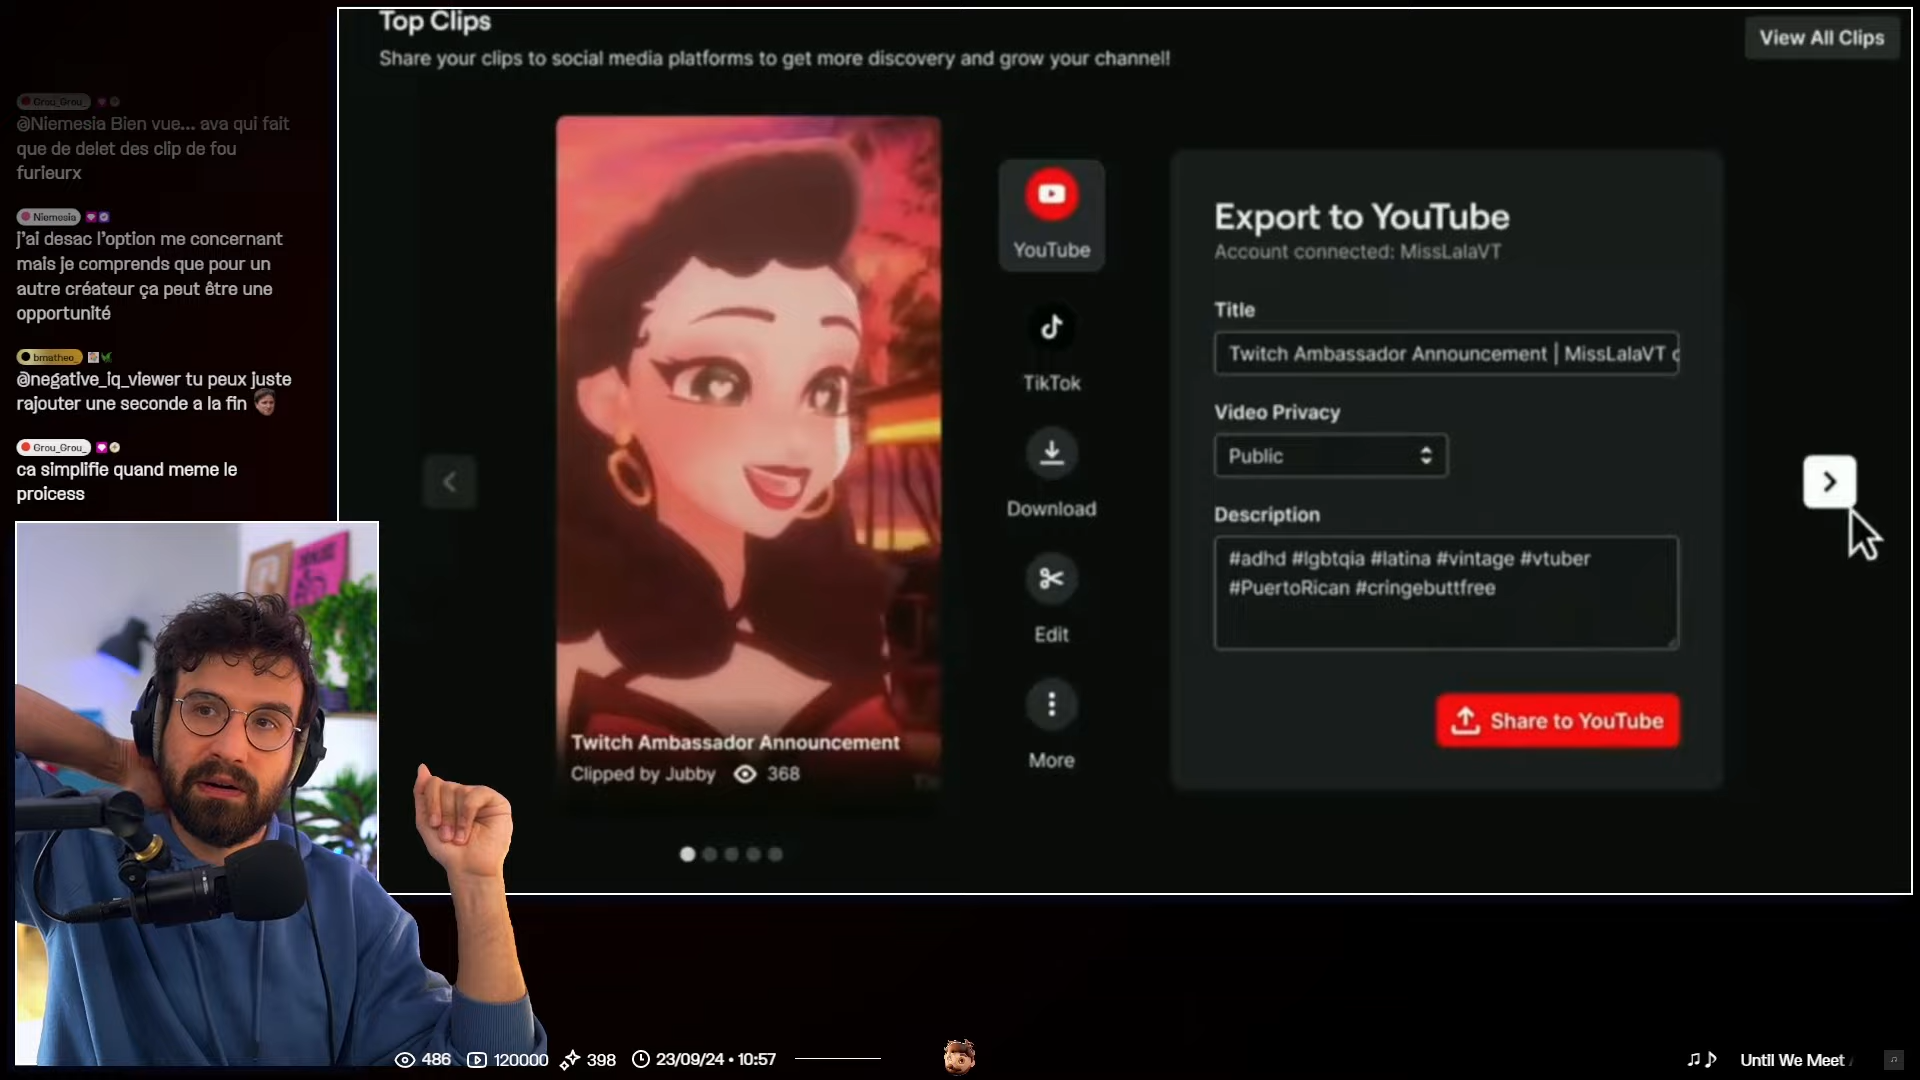 Top Clips
Share your clips to social media platforms to get more discovery and grow your channel!
View All Clips
Grou_Grou_
@Niemesia Bien vue... ava qui fait
que de delet des clip de fou
furieurx
Niemesia
j'ai desac l'option me concernant
mais je comprends que pour un
autre créateur ça peut être une
opportunité
bmatheo_
@negative_iq_viewer tu peux juste
rajouter une seconde a la fin
Grou_Grou_
ca simplifie quand meme le
proicess
Twitch Ambassador Announcement
Clipped by Jubby 368
YouTube
TikTok
Download
Edit
More
Export to YouTube
Account connected: MissLalaVT
Title
Twitch Ambassador Announcement | MissLalaVT
Video Privacy
Public
Description
#adhd #lgbtqia #latina #vintage #vtuber
#PuertoRican #cringebuttfree
Share to YouTube
486 120000 398 23/09/24 • 10:57
Until We Meet